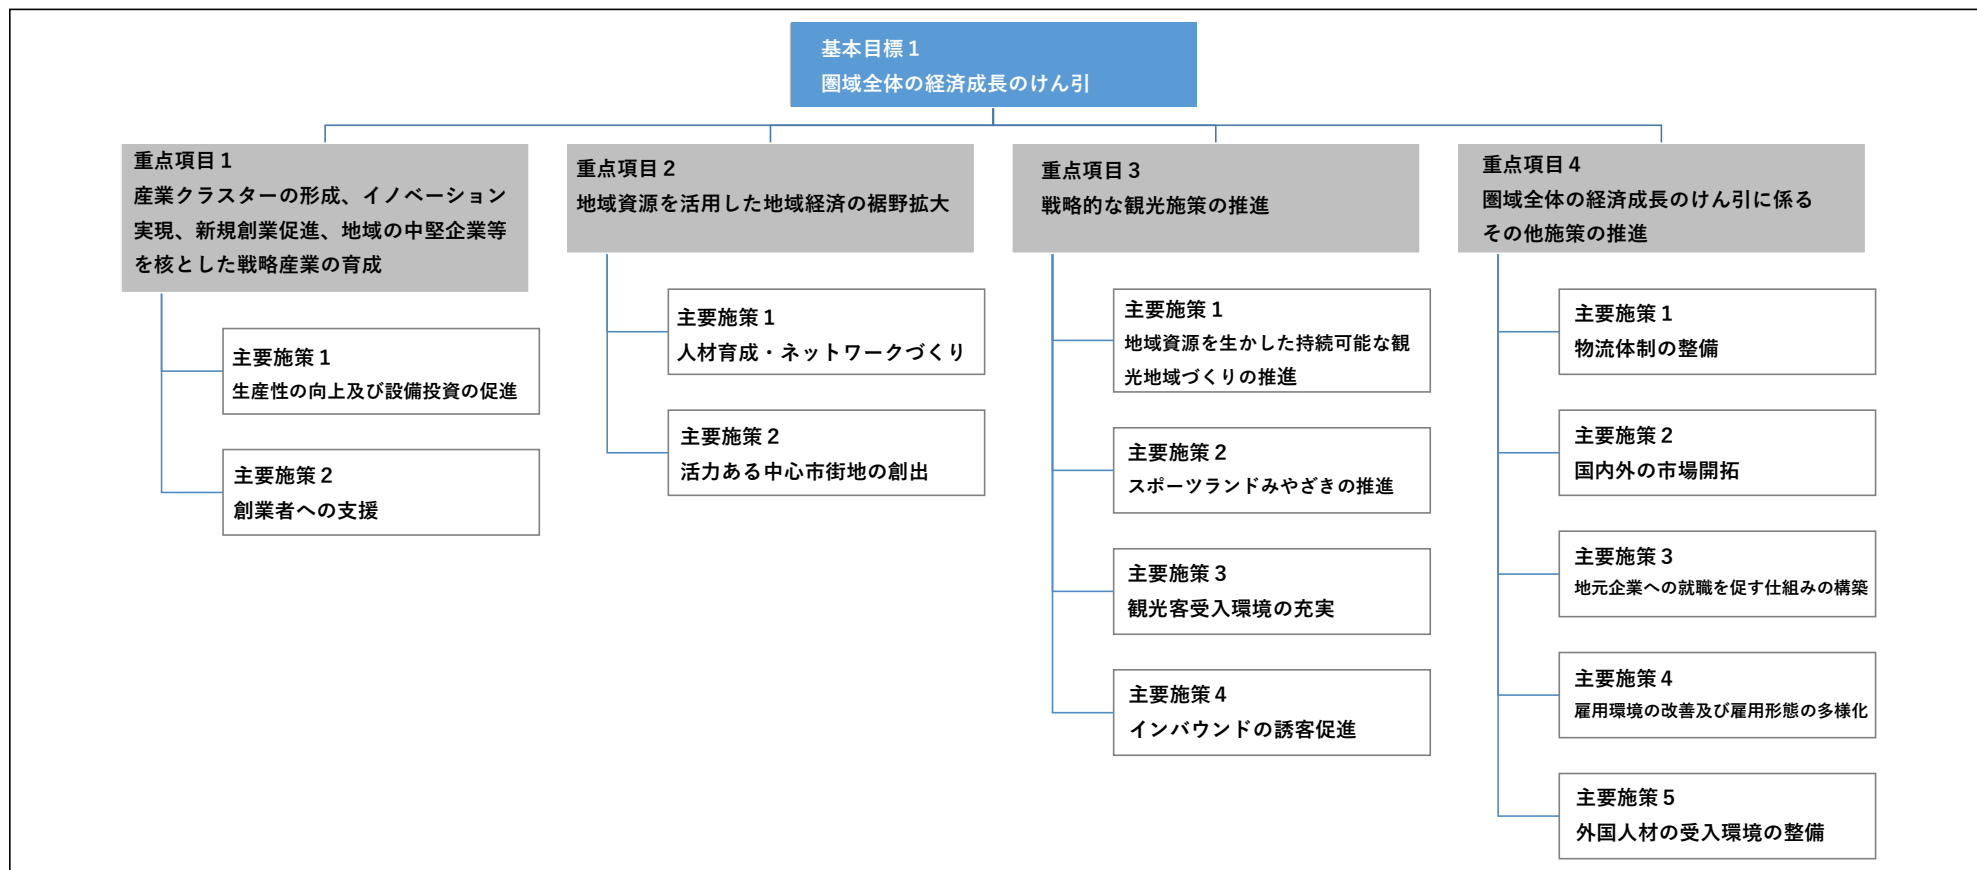 基本目標１
圏域全体の経済成長のけん引
重点項目１
産業クラスターの形成、イノベーション
実現、新規創業促進、地域の中堅企業等
を核とした戦略産業の育成
主要施策１
生産性の向上及び設備投資の促進
主要施策２
創業者への支援
重点項目２
地域資源を活用した地域経済の裾野拡大
主要施策１
人材育成・ネットワークづくり
主要施策２
活力ある中心市街地の創出
重点項目３
戦略的な観光施策の推進
主要施策１
地域資源を生かした持続可能な観
光地域づくりの推進
主要施策２
スポーツランドみやざきの推進
主要施策３
観光客受入環境の充実
主要施策４
インバウンドの誘客促進
重点項目４
圏域全体の経済成長のけん引に係る
その他施策の推進
主要施策１
物流体制の整備
主要施策２
国内外の市場開拓
主要施策３
地元企業への就職を促す仕組みの構築
主要施策４
雇用環境の改善及び雇用形態の多様化
主要施策５
外国人材の受入環境の整備